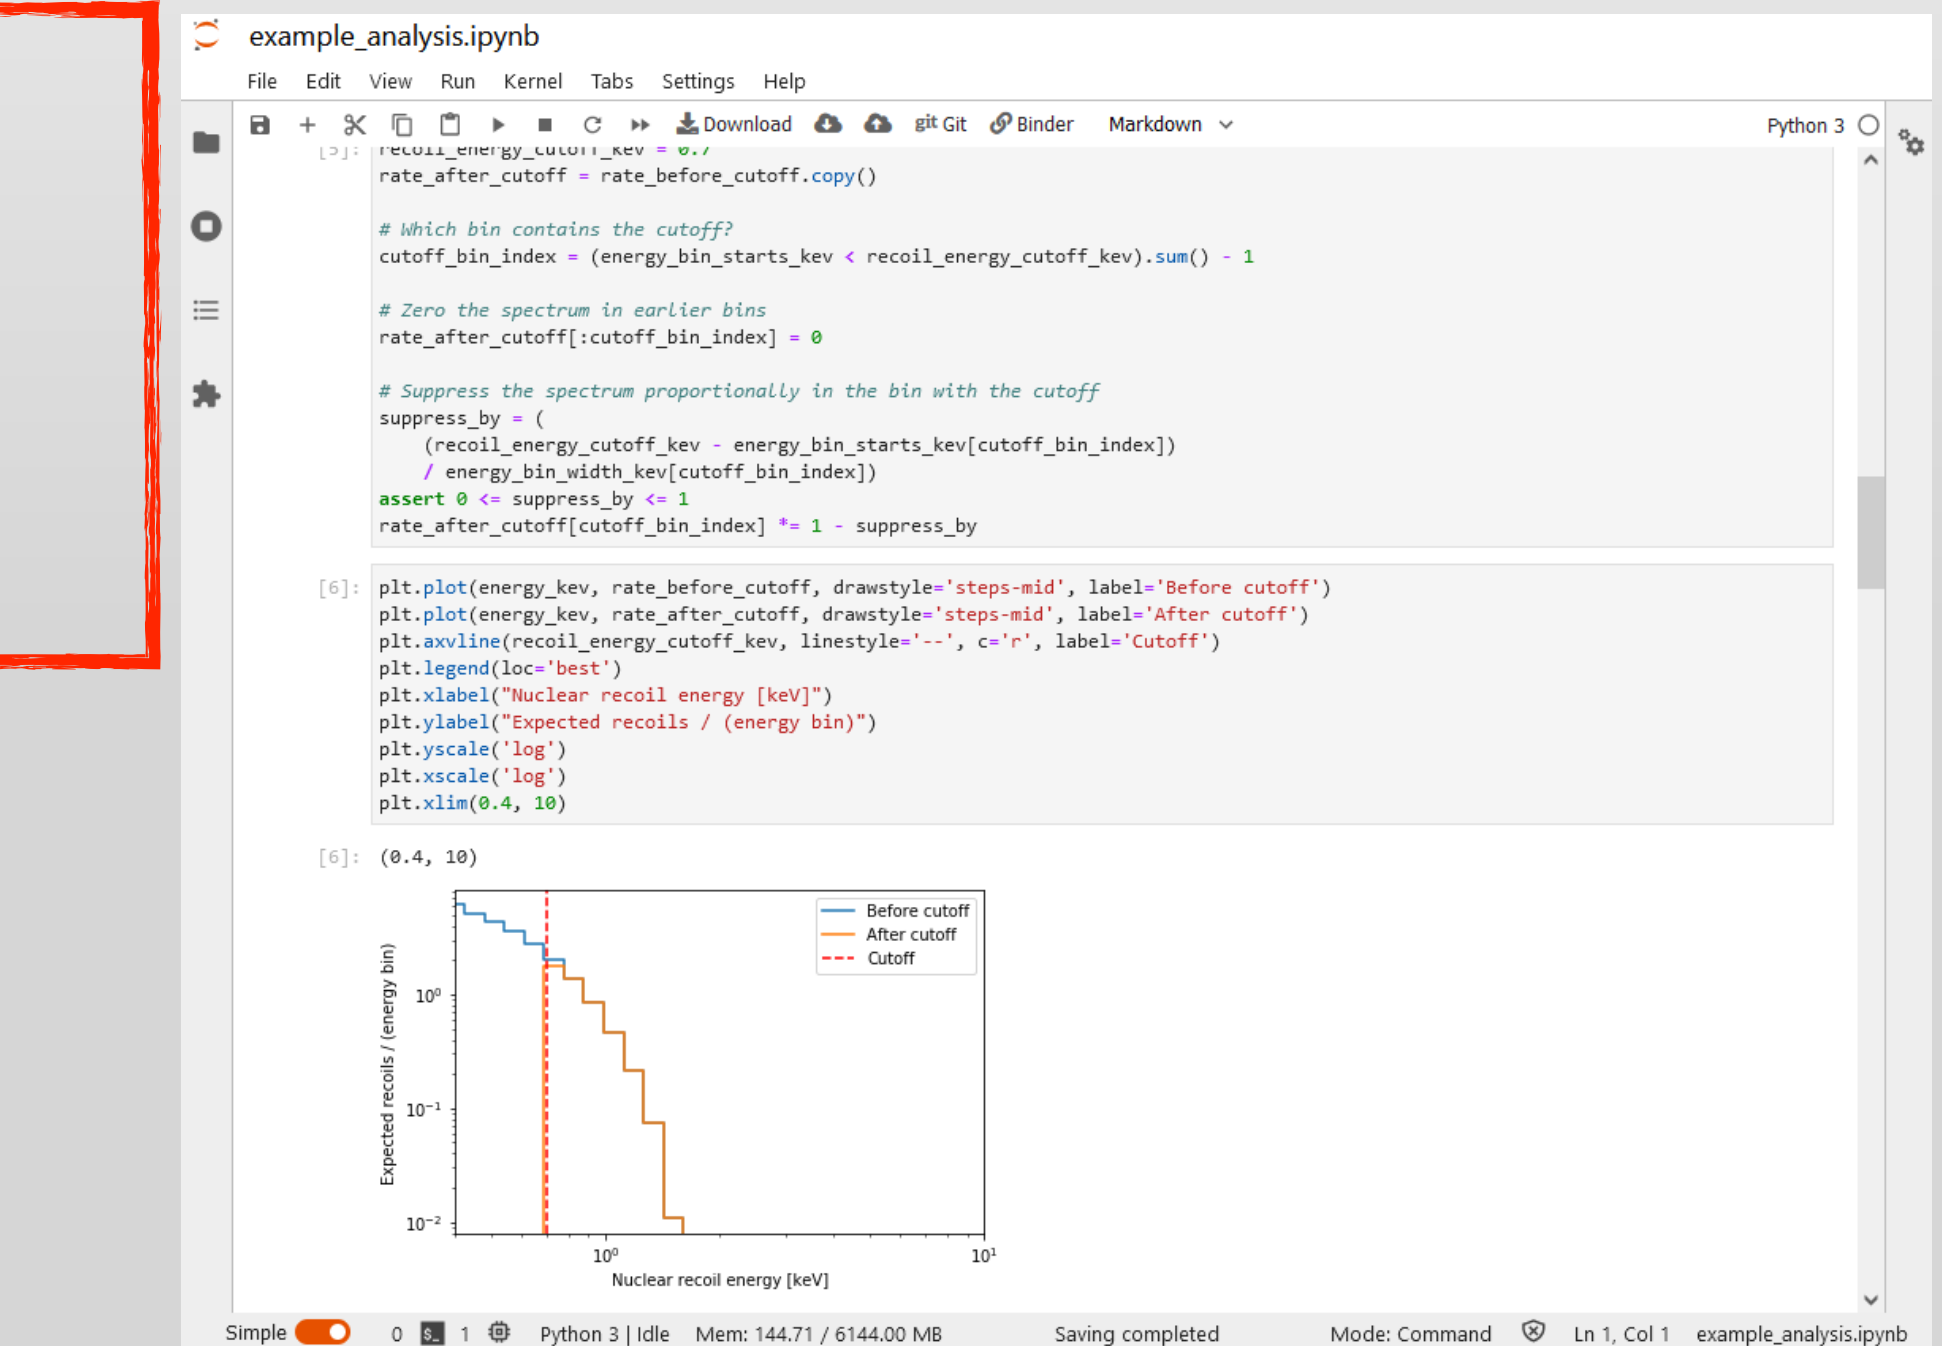 example_analysis.ipynb
File Edit View Run Kernel Tabs Settings Help
Download git Git Binder Markdown Python 3
[5]: recoil_energy_cutoff_kev = 0.7
rate_after_cutoff = rate_before_cutoff.copy()
# Which bin contains the cutoff?
cutoff_bin_index = (energy_bin_starts_kev < recoil_energy_cutoff_kev).sum() - 1
# Zero the spectrum in earlier bins
rate_after_cutoff[:cutoff_bin_index] = 0
# Suppress the spectrum proportionally in the bin with the cutoff
suppress_by = (
    (recoil_energy_cutoff_kev - energy_bin_starts_kev[cutoff_bin_index])
    / energy_bin_width_kev[cutoff_bin_index])
assert 0 <= suppress_by <= 1
rate_after_cutoff[cutoff_bin_index] *= 1 - suppress_by
[6]: plt.plot(energy_kev, rate_before_cutoff, drawstyle='steps-mid', label='Before cutoff')
plt.plot(energy_kev, rate_after_cutoff, drawstyle='steps-mid', label='After cutoff')
plt.axvline(recoil_energy_cutoff_kev, linestyle='--', c='r', label='Cutoff')
plt.legend(loc='best')
plt.xlabel("Nuclear recoil energy [keV]")
plt.ylabel("Expected recoils / (energy bin)")
plt.yscale('log')
plt.xscale('log')
plt.xlim(0.4, 10)
[6]: (0.4, 10)
Before cutoff
After cutoff
Cutoff
Expected recoils / (energy bin)
10⁰
10⁻¹
10⁻²
10⁰ 10¹
Nuclear recoil energy [keV]
Simple 0 $_ 1 Python 3 | Idle Mem: 144.71 / 6144.00 MB Saving completed Mode: Command Ln 1, Col 1 example_analysis.ipynb